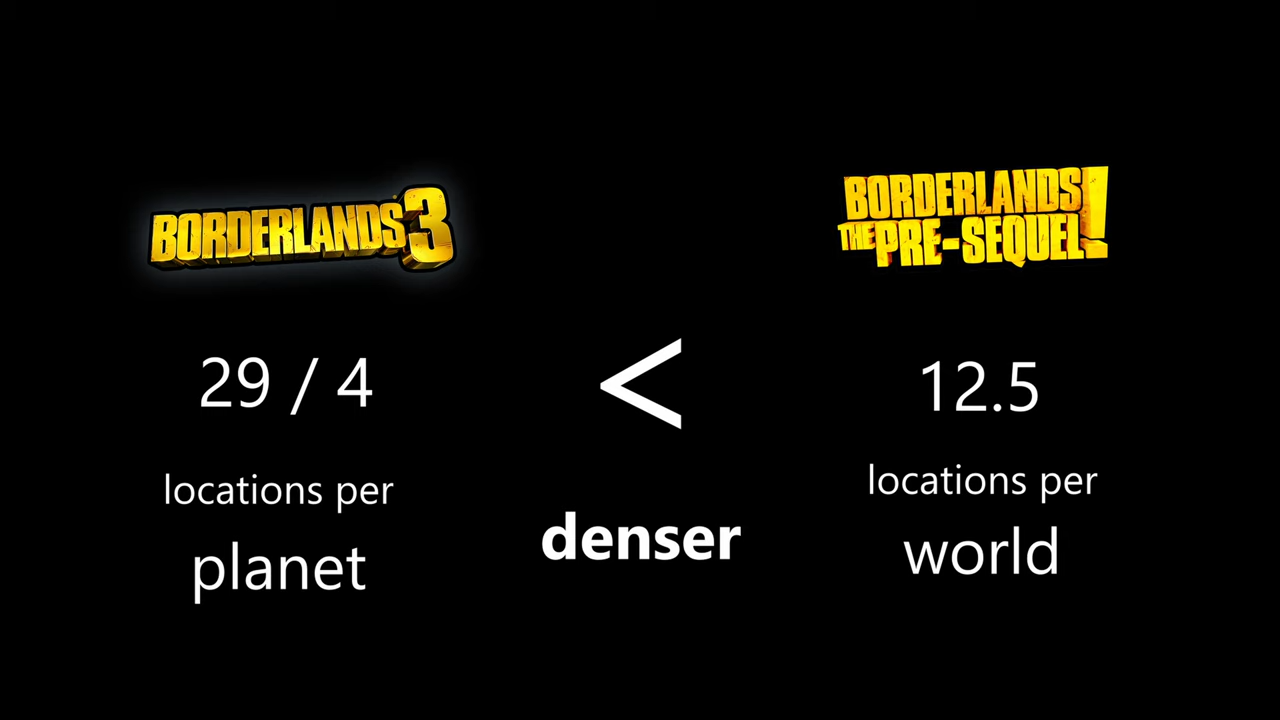 BORDERLANDS 3
29 / 4
locations per
planet
<
denser
BORDERLANDS
THE PRE-SEQUEL!
12.5
locations per
world